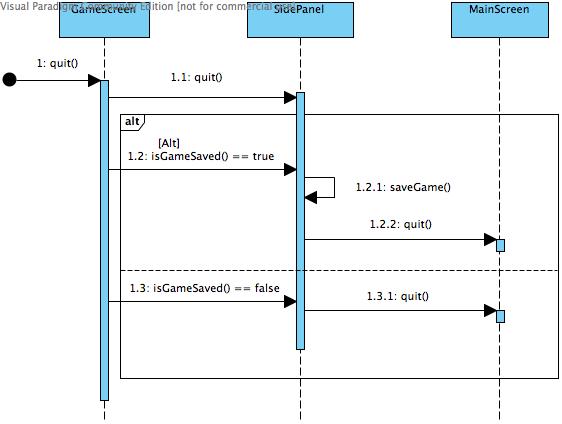 Visual Paradigm Community Edition [not for commercial use]
GameScreen
SidePanel
MainScreen
1: quit()
1.1: quit()
alt
[Alt]
1.2: isGameSaved() == true
1.2.1: saveGame()
1.2.2: quit()
1.3: isGameSaved() == false
1.3.1: quit()